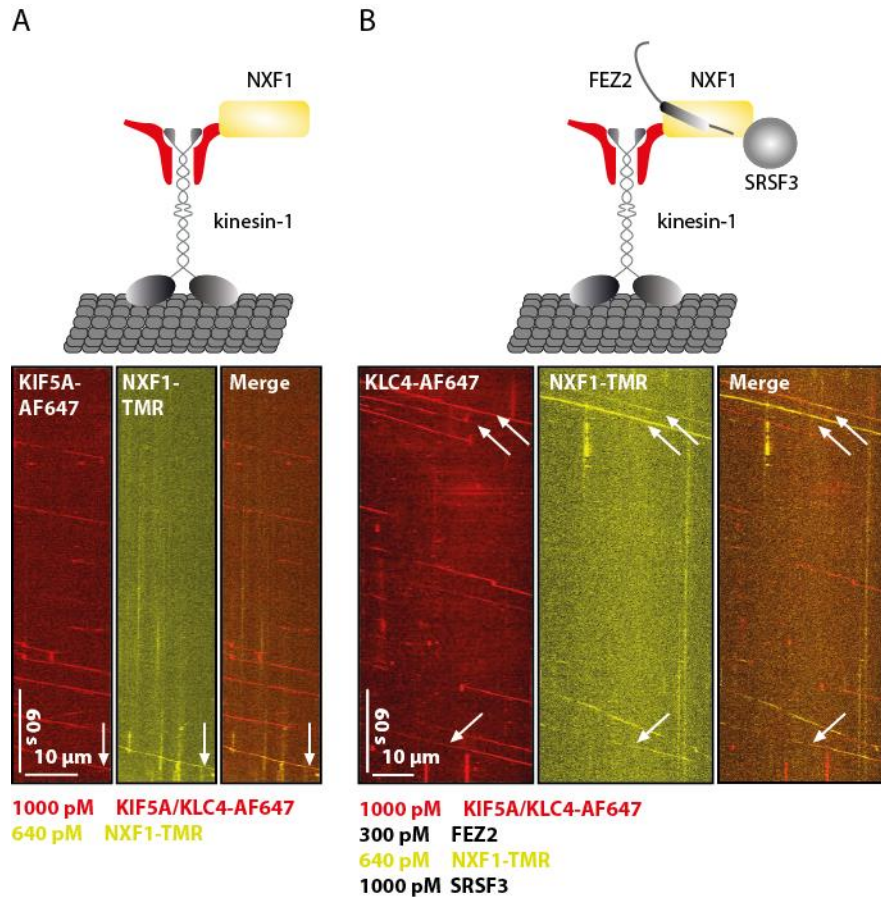 A
NXF1
kinesin-1
KIF5A-
AF647
NXF1-
TMR
Merge
60 s
10 µm
1000 pM KIF5A/KLC4-AF647
640 pM NXF1-TMR
B
FEZ2
NXF1
SRSF3
kinesin-1
KLC4-AF647
NXF1-TMR
Merge
60 s
10 µm
1000 pM KIF5A/KLC4-AF647
300 pM FEZ2
640 pM NXF1-TMR
1000 pM SRSF3